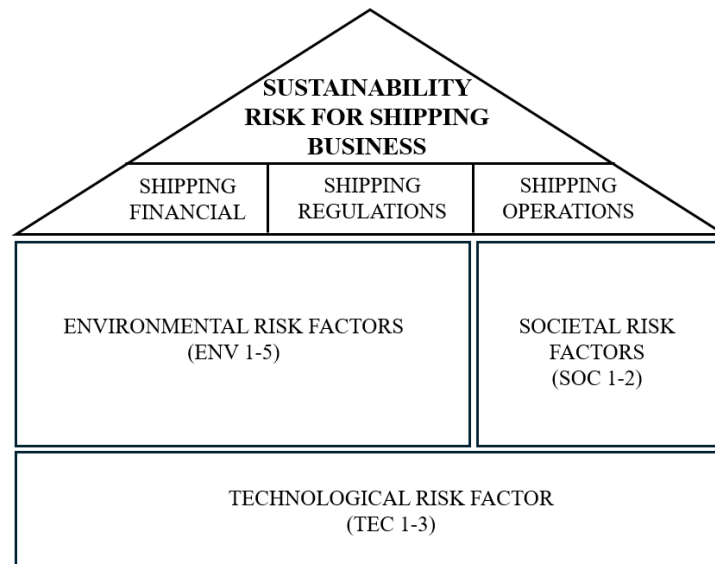 SUSTAINABILITY
RISK FOR SHIPPING
BUSINESS
SHIPPING
FINANCIAL
SHIPPING
REGULATIONS
SHIPPING
OPERATIONS
ENVIRONMENTAL RISK FACTORS
(ENV 1-5)
SOCIETAL RISK
FACTORS
(SOC 1-2)
TECHNOLOGICAL RISK FACTOR
(TEC 1-3)